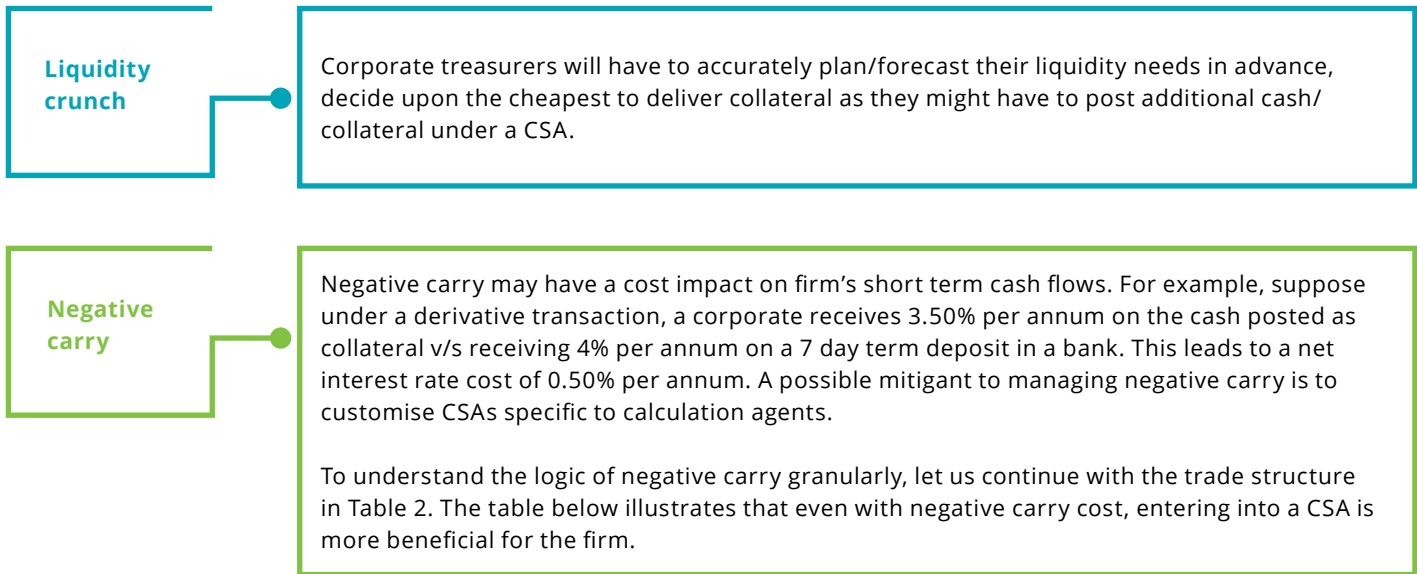 Liquidity
crunch
Corporate treasurers will have to accurately plan/forecast their liquidity needs in advance,
decide upon the cheapest to deliver collateral as they might have to post additional cash/
collateral under a CSA.
Negative
carry
Negative carry may have a cost impact on firm’s short term cash flows. For example, suppose
under a derivative transaction, a corporate receives 3.50% per annum on the cash posted as
collateral v/s receiving 4% per annum on a 7 day term deposit in a bank. This leads to a net
interest rate cost of 0.50% per annum. A possible mitigant to managing negative carry is to
customise CSAs specific to calculation agents.
To understand the logic of negative carry granularly, let us continue with the trade structure
in Table 2. The table below illustrates that even with negative carry cost, entering into a CSA is
more beneficial for the firm.